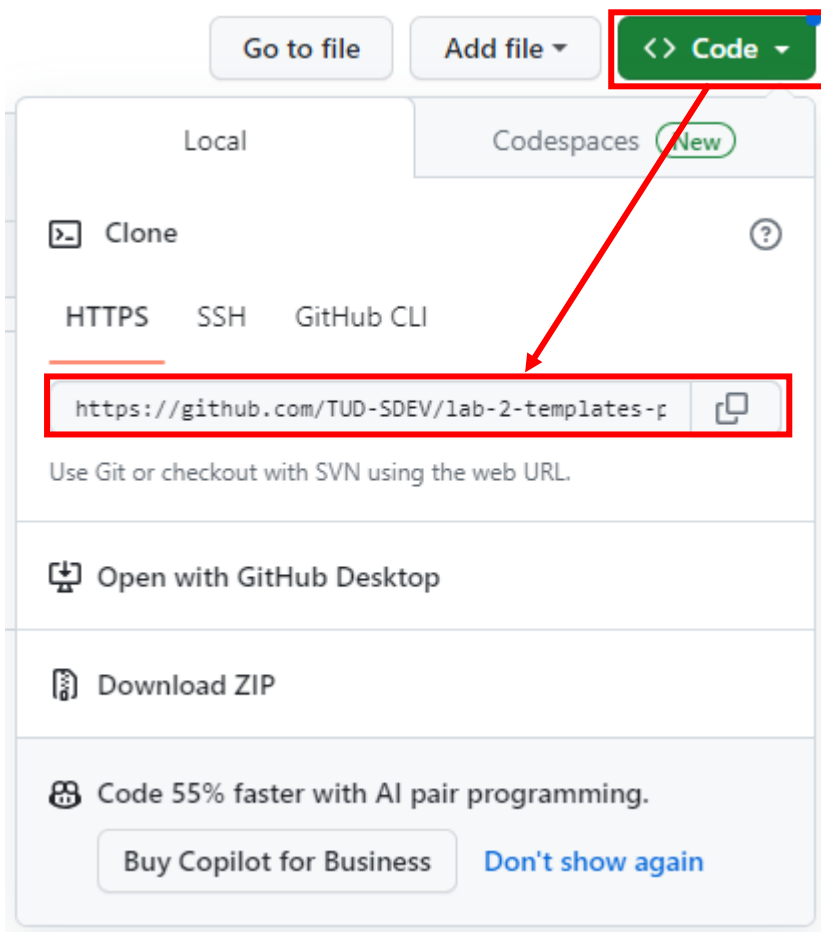 Go to file
Add file
<> Code
Local
Codespaces New
Clone
HTTPS SSH GitHub CLI
https://github.com/TUD-SDEV/lab-2-templates-p
Use Git or checkout with SVN using the web URL.
Open with GitHub Desktop
Download ZIP
Code 55% faster with AI pair programming.
Buy Copilot for Business
Don't show again